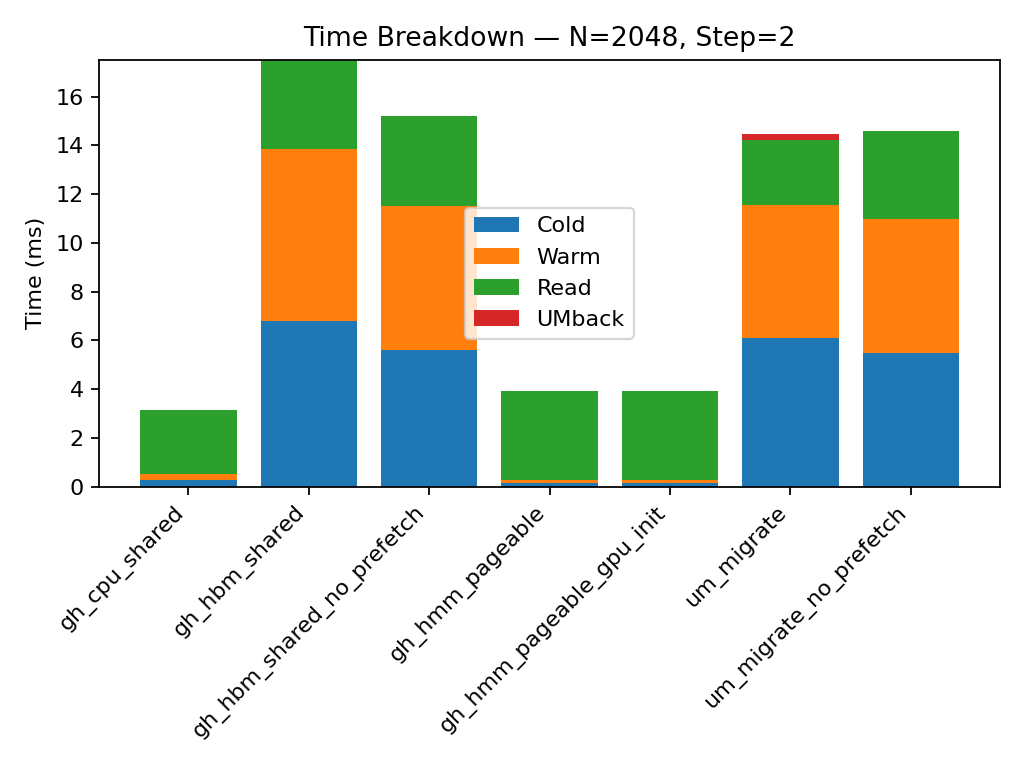 Time Breakdown — N=2048, Step=2
Time (ms)
16
14
12
10
8
6
4
2
0
Cold
Warm
Read
UMback
gh_cpu_shared
gh_hbm_shared
gh_hbm_shared_no_prefetch
gh_hmm_pageable
gh_hmm_pageable_gpu_init
um_migrate
um_migrate_no_prefetch